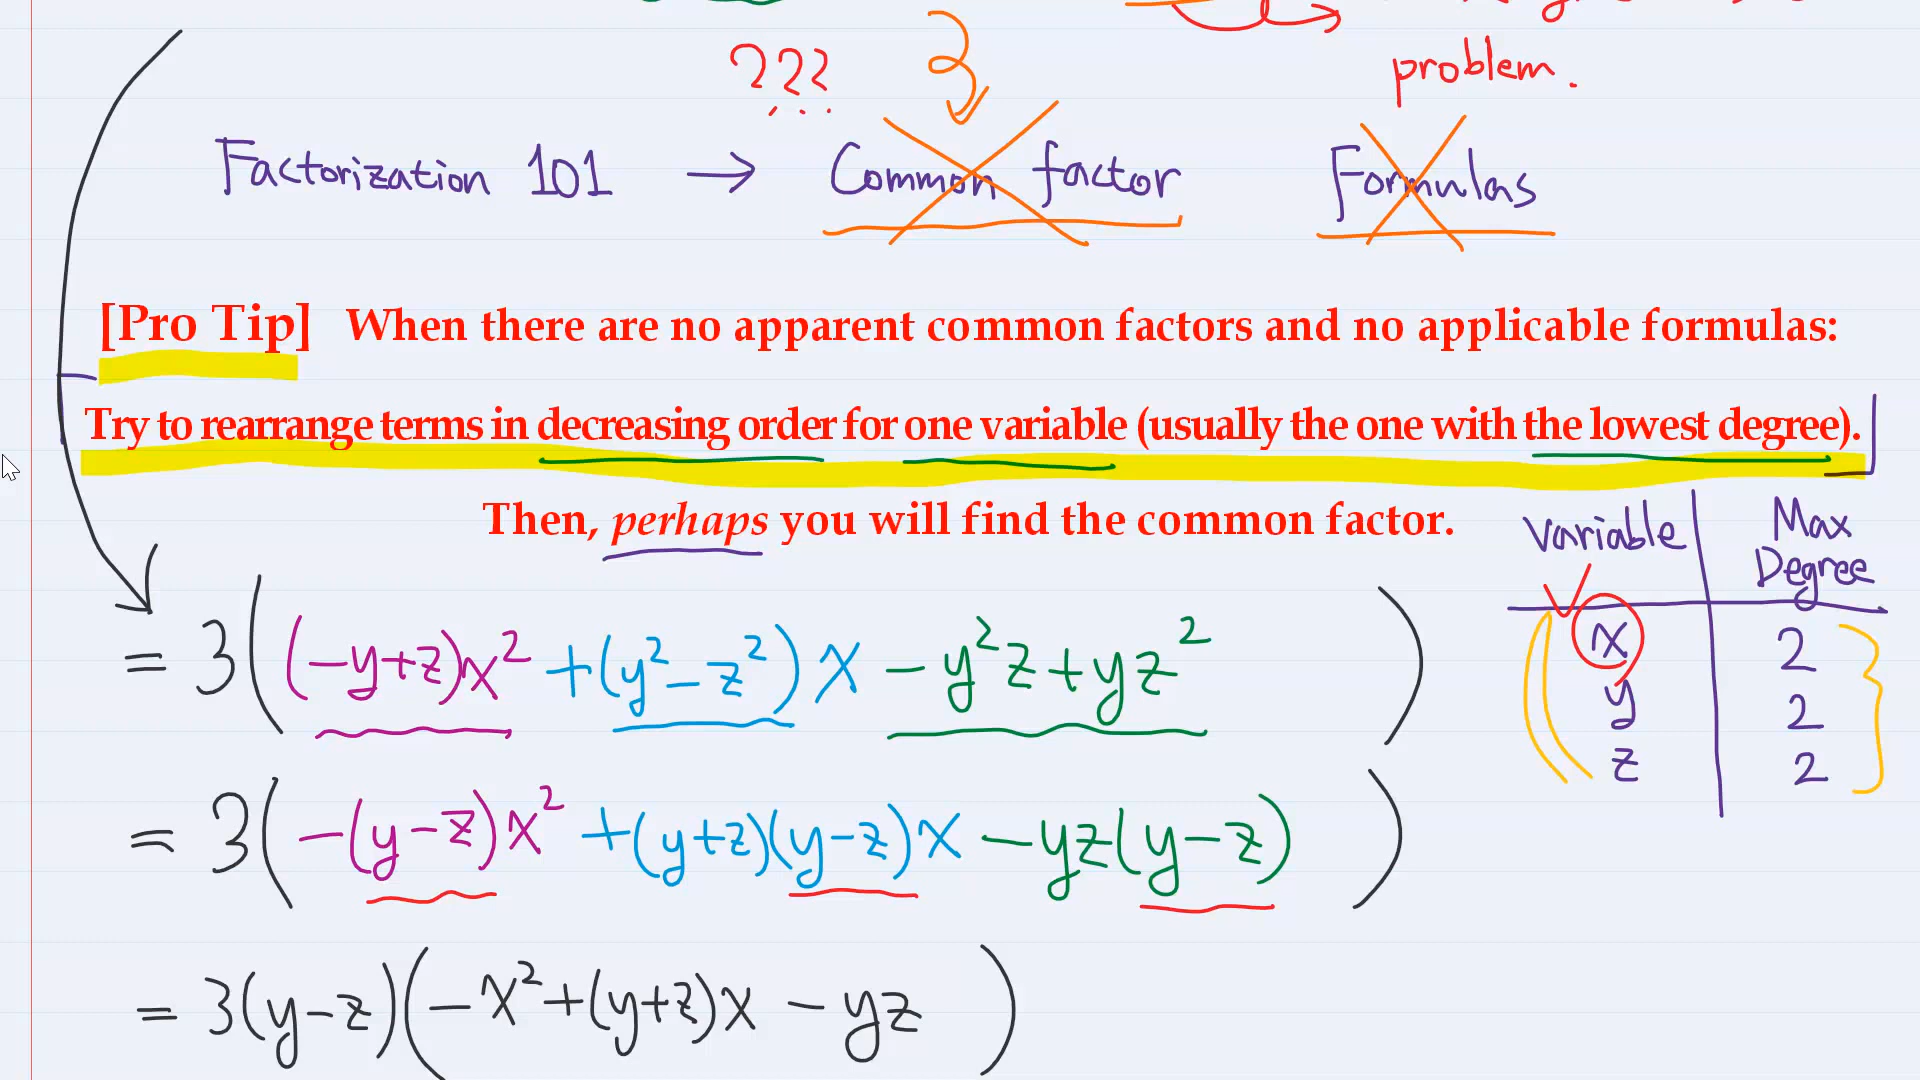 ???
problem.
Factorization 101 → Common factor Formulas
[Pro Tip] When there are no apparent common factors and no applicable formulas:
Try to rearrange terms in decreasing order for one variable (usually the one with the lowest degree).
Then, perhaps you will find the common factor.
variable Max Degree
x 2
y 2
z 2
= 3((-y+z)x² +(y²-z²)x -y²z+yz²)
= 3(-(y-z)x² +(y+z)(y-z)x -yz(y-z))
= 3(y-z)(-x²+(y+z)x - yz)